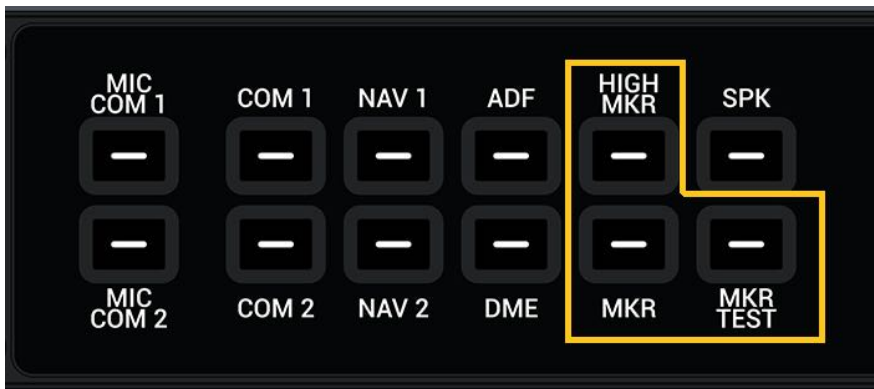 MIC
COM 1
COM 1
NAV 1
ADF
HIGH
MKR
SPK
MIC
COM 2
COM 2
NAV 2
DME
MKR
MKR
TEST